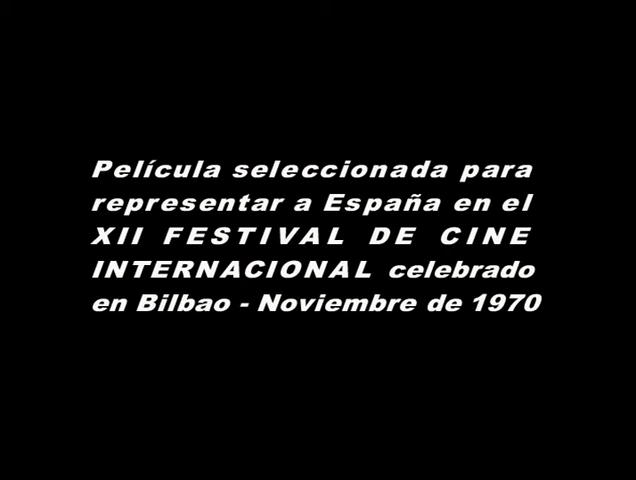 Película seleccionada para
representar a España en el
XII FESTIVAL DE CINE
INTERNACIONAL celebrado
en Bilbao - Noviembre de 1970